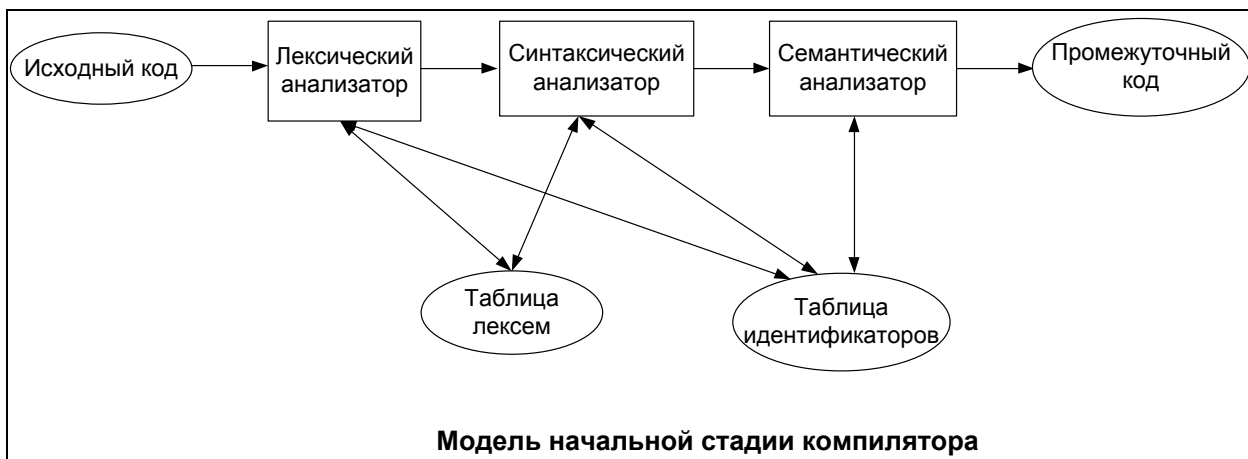 Исходный код
Лексический
анализатор
Синтаксический
анализатор
Семантический
анализатор
Промежуточный
код
Таблица
лексем
Таблица
идентификаторов
Модель начальной стадии компилятора